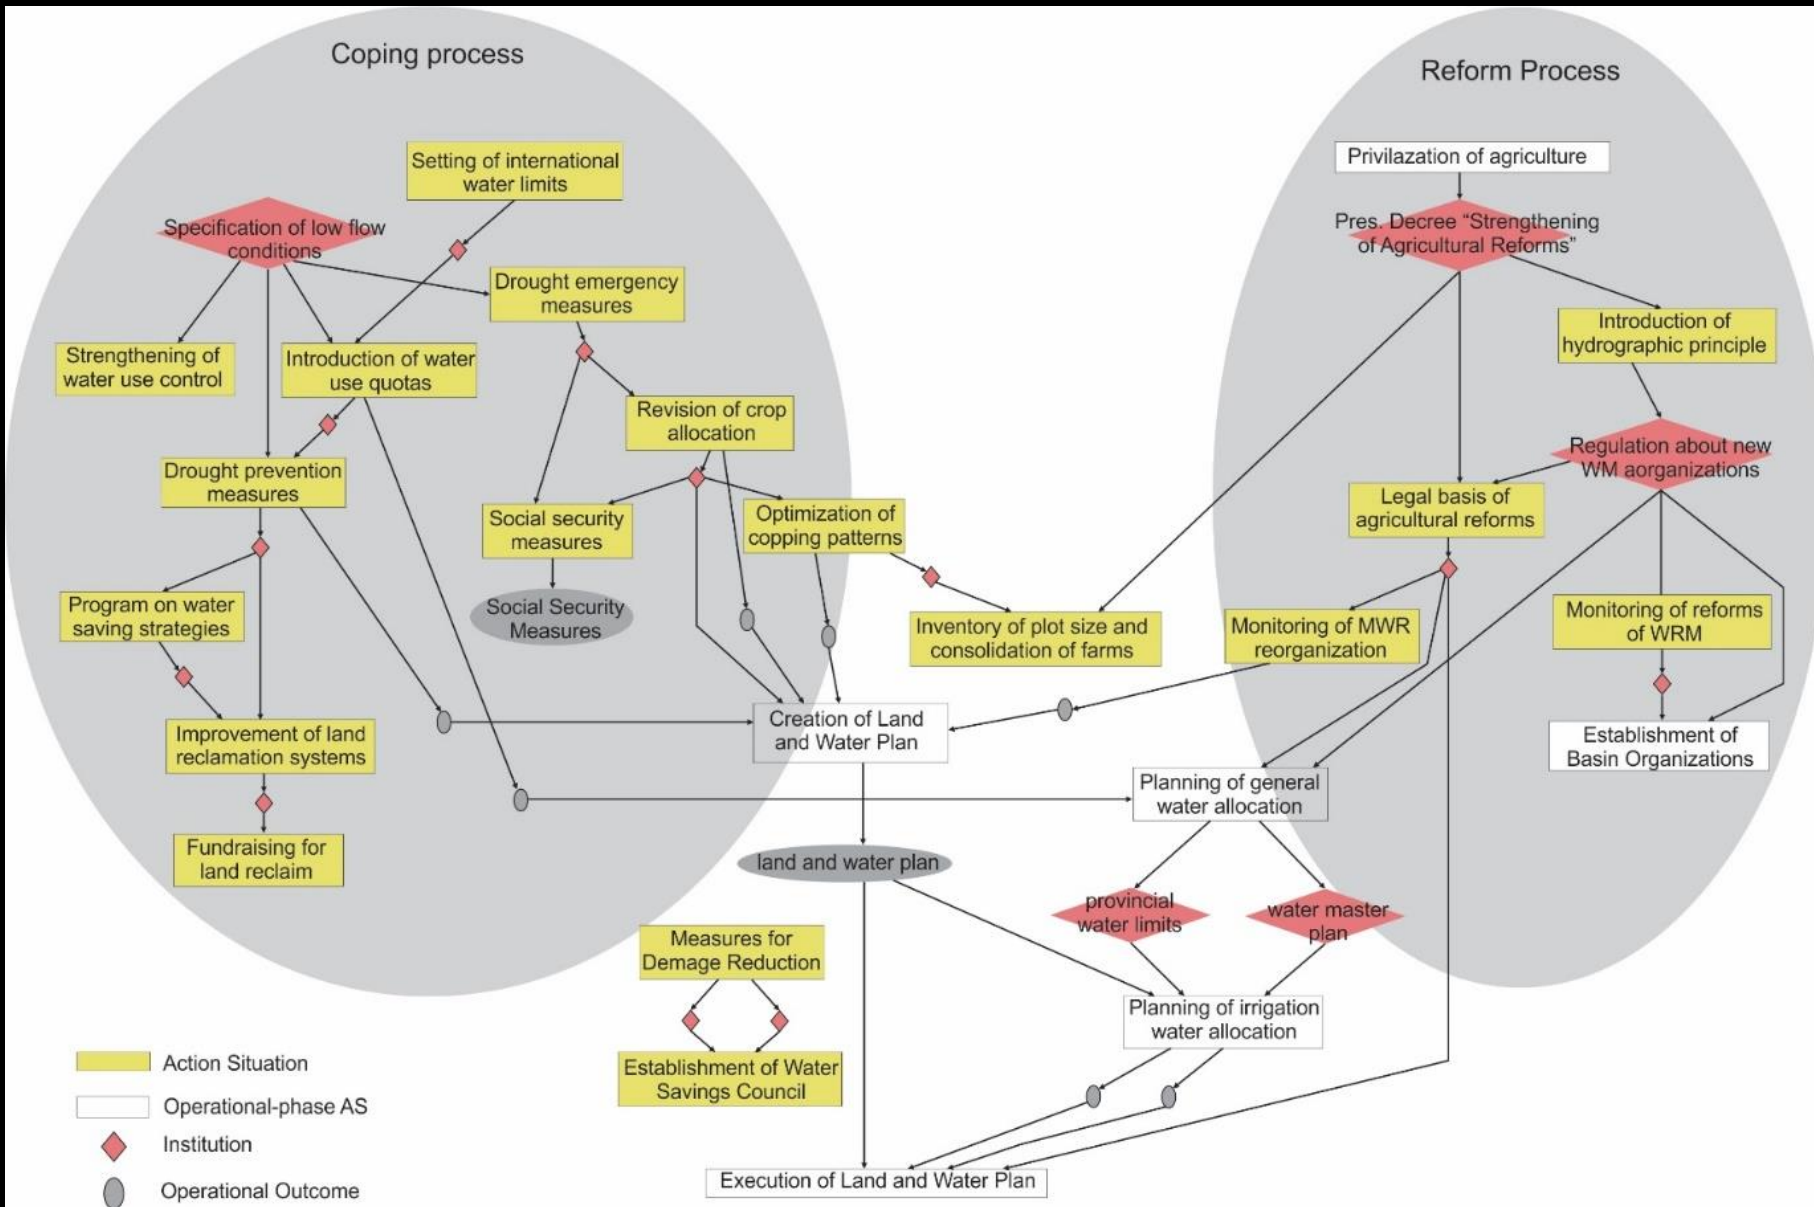 Coping process
Reform Process
Setting of international
water limits
Privilazation of agriculture
Specification of low flow
conditions
Pres. Decree “Strengthening
of Agricultural Reforms”
Drought emergency
measures
Introduction of
hydrographic principle
Strengthening of
water use control
Introduction of water
use quotas
Revision of crop
allocation
Regulation about new
WM aorganizations
Drought prevention
measures
Social security
measures
Optimization of
copping patterns
Legal basis of
agricultural reforms
Program on water
saving strategies
Social Security
Measures
Inventory of plot size and
consolidation of farms
Monitoring of MWR
reorganization
Monitoring of reforms
of WRM
Improvement of land
reclamation systems
Creation of Land
and Water Plan
Establishment of
Basin Organizations
Planning of general
water allocation
Fundraising for
land reclaim
land and water plan
provincial
water limits
water master
plan
Measures for
Demage Reduction
Planning of irrigation
water allocation
Establishment of Water
Savings Council
Execution of Land and Water Plan
Action Situation
Operational-phase AS
Institution
Operational Outcome